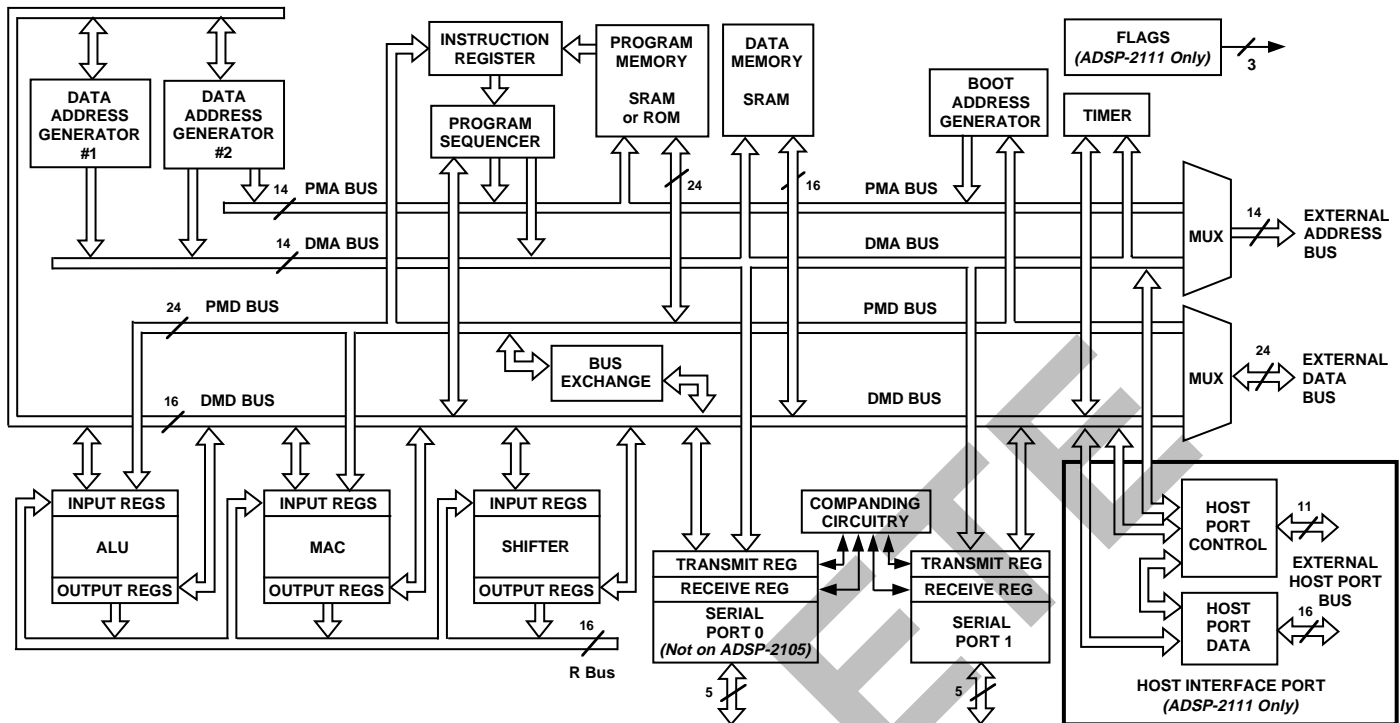 INSTRUCTION
REGISTER
PROGRAM
MEMORY
SRAM
or ROM
DATA
MEMORY
SRAM
FLAGS
(ADSP-2111 Only)
3
DATA
ADDRESS
GENERATOR
#1
DATA
ADDRESS
GENERATOR
#2
PROGRAM
SEQUENCER
BOOT
ADDRESS
GENERATOR
TIMER
24
16
14
PMA BUS
PMA BUS
14
DMA BUS
DMA BUS
MUX
14
EXTERNAL
ADDRESS
BUS
24
PMD BUS
PMD BUS
BUS
EXCHANGE
MUX
24
EXTERNAL
DATA
BUS
16
DMD BUS
DMD BUS
INPUT REGS
ALU
OUTPUT REGS
INPUT REGS
MAC
OUTPUT REGS
INPUT REGS
SHIFTER
OUTPUT REGS
16
R Bus
COMPANDING
CIRCUITRY
TRANSMIT REG
RECEIVE REG
SERIAL
PORT 0
(Not on ADSP-2105)
5
TRANSMIT REG
RECEIVE REG
SERIAL
PORT 1
5
HOST
PORT
CONTROL
11
EXTERNAL
HOST PORT
BUS
HOST
PORT
DATA
16
HOST INTERFACE PORT
(ADSP-2111 Only)
ETE